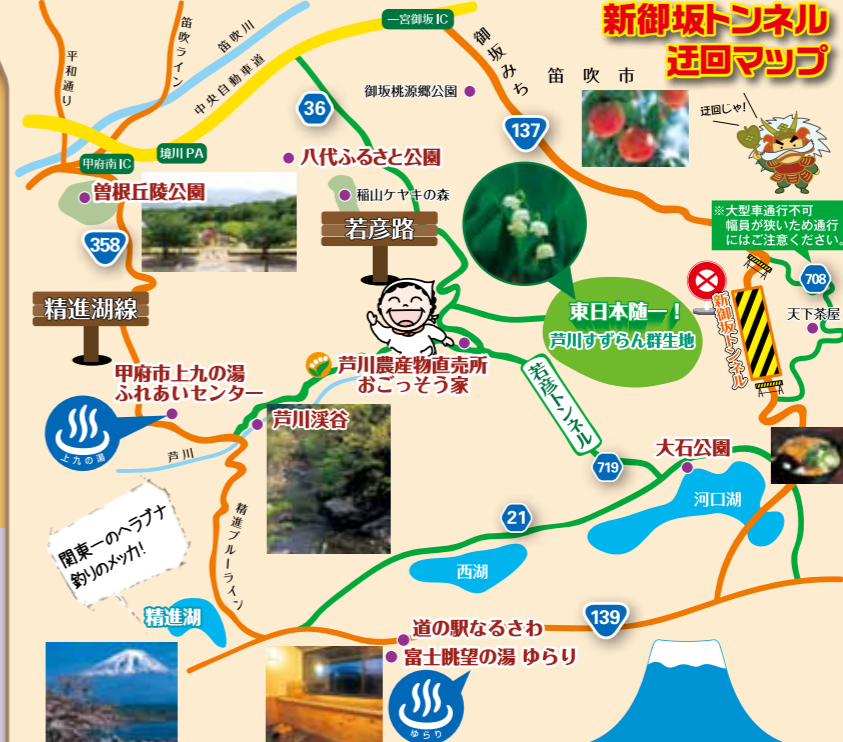 新御坂トンネル
迂回マップ
迂回じゃ！
※大型車通行不可
幅員が狭いため通行
にはご注意ください。
一宮御坂IC
御坂みち
笛吹市
御坂桃源郷公園
137
36
笛吹ライン
笛吹川
中央自動車道
平和通り
境川PA
甲府南IC
八代ふるさと公園
曽根丘陵公園
稲山ケヤキの森
若彦路
358
精進湖線
708
天下茶屋
新御坂トンネル
東日本随一！
芦川すずらん群生地
芦川農産物直売所
おごっそう家
甲府市上九の湯
ふれあいセンター
上九の湯
芦川渓谷
芦川
若彦トンネル
719
大石公園
河口湖
21
西湖
精進ブルーライン
関東一のヘラブナ
釣りのメッカ!
精進湖
139
道の駅なるさわ
富士眺望の湯 ゆらり
ゆらり